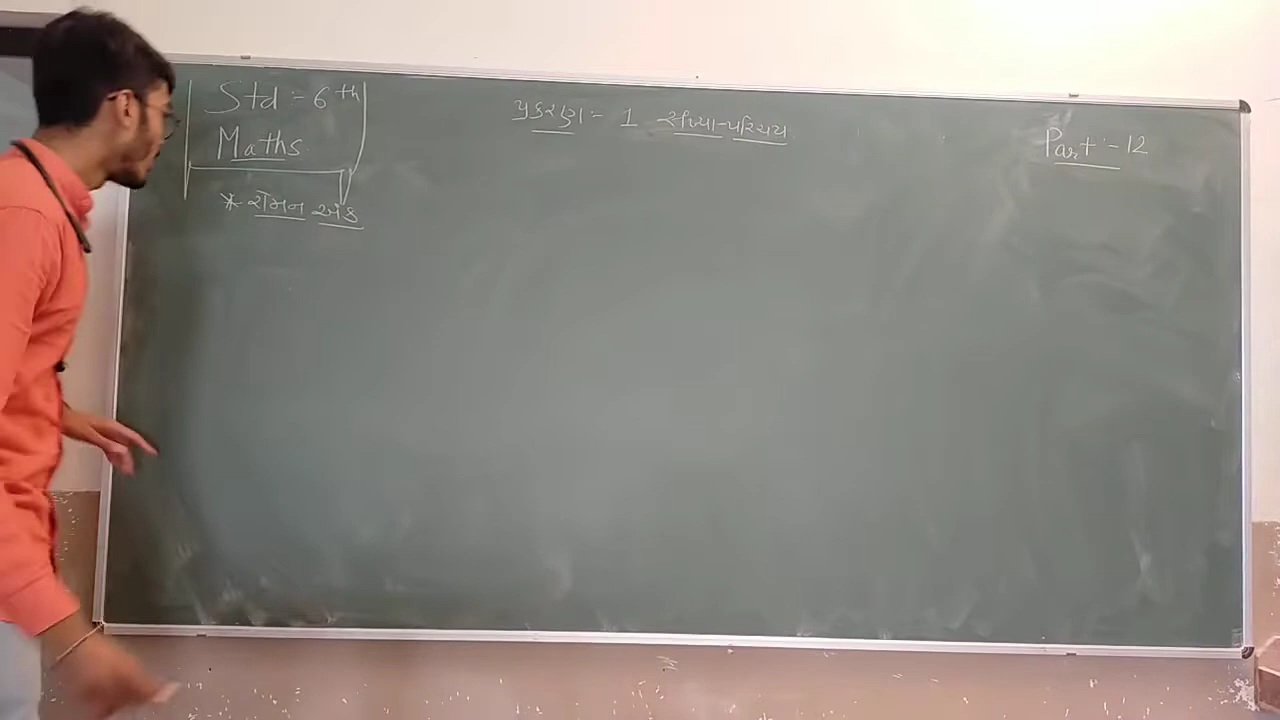 Std :- 6th
Maths
પ્રકરણ :- 1 સંખ્યા-પરિચય
Part :- 12
* રોમન અંક